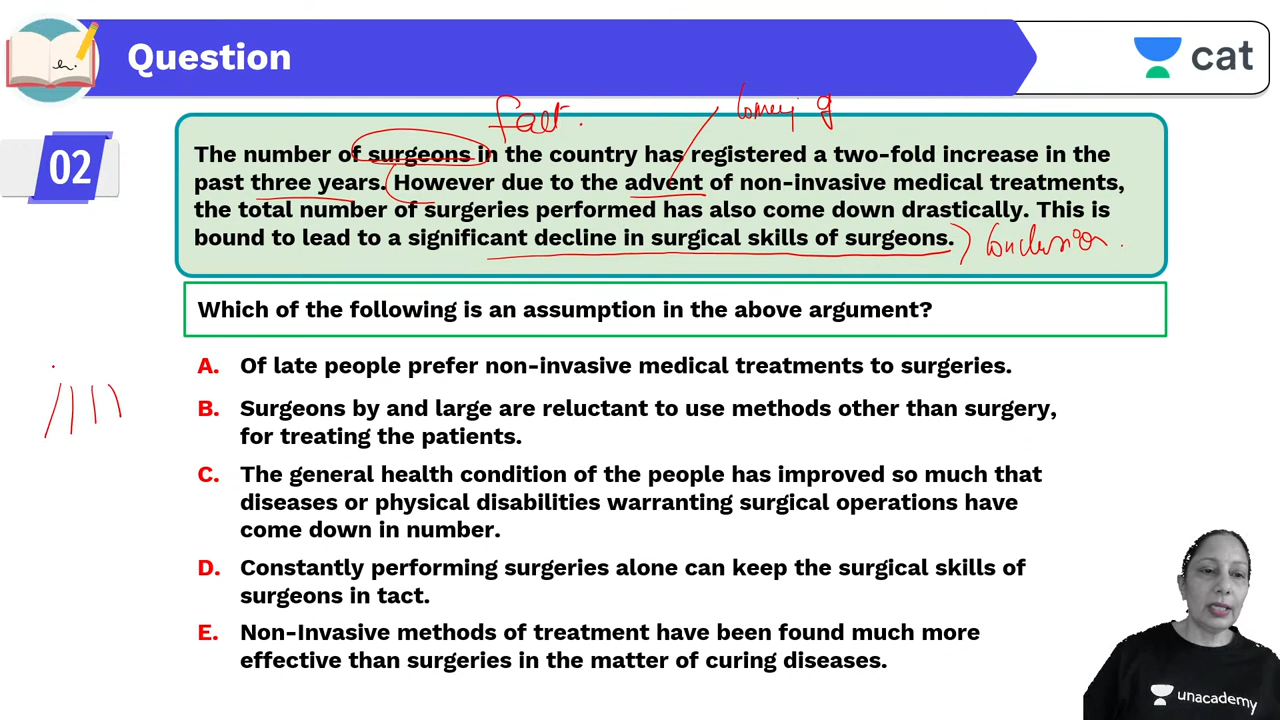 Question
cat
fact.
Coming of
02
The number of surgeons in the country has registered a two-fold increase in the
past three years. However due to the advent of non-invasive medical treatments,
the total number of surgeries performed has also come down drastically. This is
bound to lead to a significant decline in surgical skills of surgeons.
Conclusion.
Which of the following is an assumption in the above argument?
A. Of late people prefer non-invasive medical treatments to surgeries.
B. Surgeons by and large are reluctant to use methods other than surgery,
for treating the patients.
C. The general health condition of the people has improved so much that
diseases or physical disabilities warranting surgical operations have
come down in number.
D. Constantly performing surgeries alone can keep the surgical skills of
surgeons in tact.
E. Non-Invasive methods of treatment have been found much more
effective than surgeries in the matter of curing diseases.
unacademy